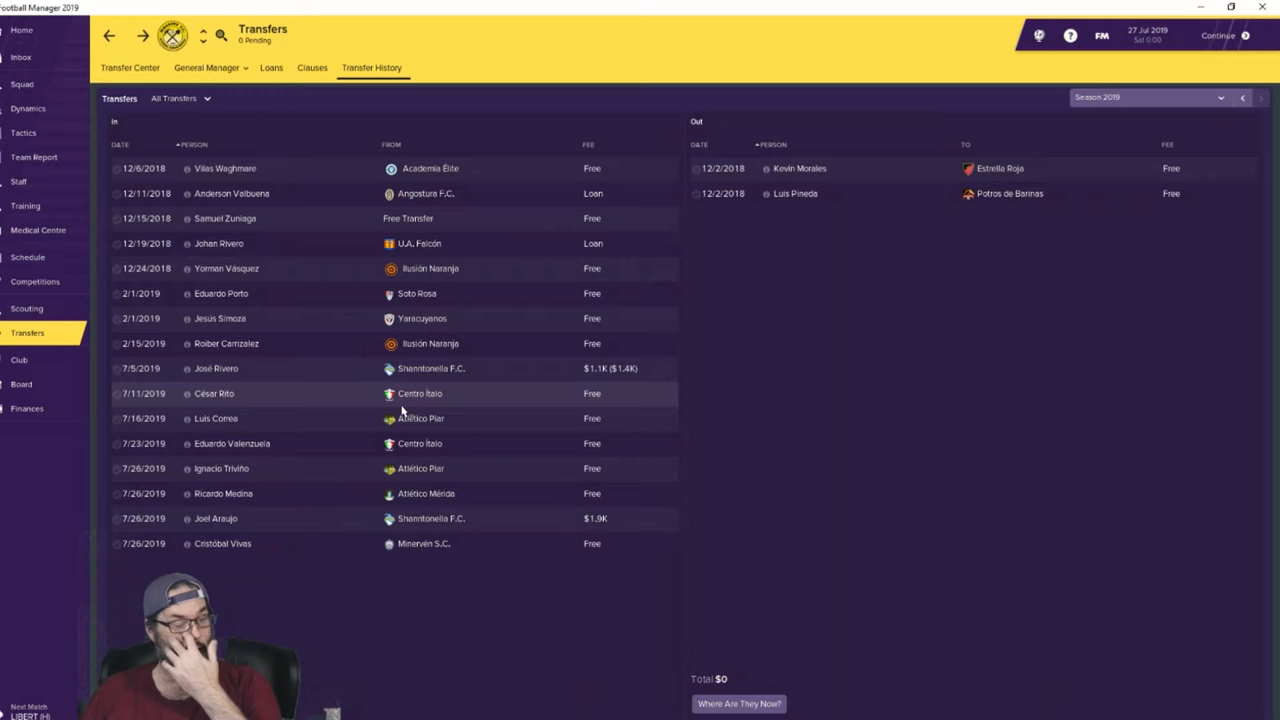 Football Manager 2019
Home
Inbox
Squad
Dynamics
Tactics
Team Report
Staff
Training
Medical Centre
Schedule
Competitions
Scouting
Transfers
Club
Board
Finances
Next Match
LIBERT (H)
Transfers
0 Pending
FM
27 Jul 2019
Sat 0:00
Continue
Transfer Center General Manager Loans Clauses Transfer History
Transfers All Transfers Season 2019
In
DATE PERSON FROM FEE
12/6/2018 Vilas Waghmare Academia Élite Free
12/11/2018 Anderson Valbuena Angostura F.C. Loan
12/15/2018 Samuel Zuniaga Free Transfer Free
12/19/2018 Johan Rivero U.A. Falcón Loan
12/24/2018 Yorman Vásquez Ilusión Naranja Free
2/1/2019 Eduardo Porto Soto Rosa Free
2/1/2019 Jesús Simoza Yaracuyanos Free
2/15/2019 Roiber Carrizalez Ilusión Naranja Free
7/5/2019 José Rivero Shanntonella F.C. $1.1K ($1.4K)
7/11/2019 César Rito Centro Ítalo Free
7/16/2019 Luis Correa Atlético Piar Free
7/23/2019 Eduardo Valenzuela Centro Ítalo Free
7/26/2019 Ignacio Triviño Atlético Piar Free
7/26/2019 Ricardo Medina Atlético Mérida Free
7/26/2019 Joel Araujo Shanntonella F.C. $1.9K
7/26/2019 Cristóbal Vivas Minervén S.C. Free
Out
DATE PERSON TO FEE
12/2/2018 Kevin Morales Estrella Roja Free
12/2/2018 Luis Pineda Potros de Barinas Free
Total $0
Where Are They Now?